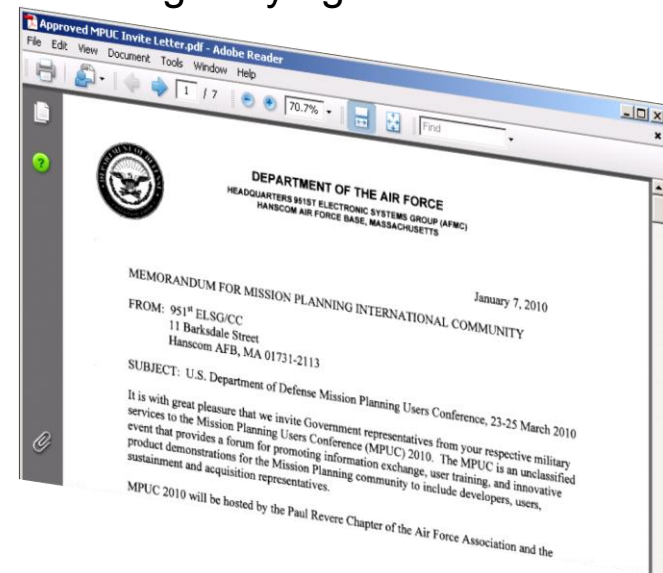 Approved MPUC Invite Letter.pdf - Adobe Reader
File Edit View Document Tools Window Help
1 / 7 70.7% Find
DEPARTMENT OF THE AIR FORCE
HEADQUARTERS 951ST ELECTRONIC SYSTEMS GROUP (AFMC)
HANSCOM AIR FORCE BASE, MASSACHUSETTS
January 7, 2010
MEMORANDUM FOR MISSION PLANNING INTERNATIONAL COMMUNITY
FROM: 951st ELSG/CC
11 Barksdale Street
Hanscom AFB, MA 01731-2113
SUBJECT: U.S. Department of Defense Mission Planning Users Conference, 23-25 March 2010
It is with great pleasure that we invite Government representatives from your respective military
services to the Mission Planning Users Conference (MPUC) 2010. The MPUC is an unclassified
event that provides a forum for promoting information exchange, user training, and innovative
product demonstrations for the Mission Planning community to include developers, users,
sustainment and acquisition representatives.
MPUC 2010 will be hosted by the Paul Revere Chapter of the Air Force Association and the